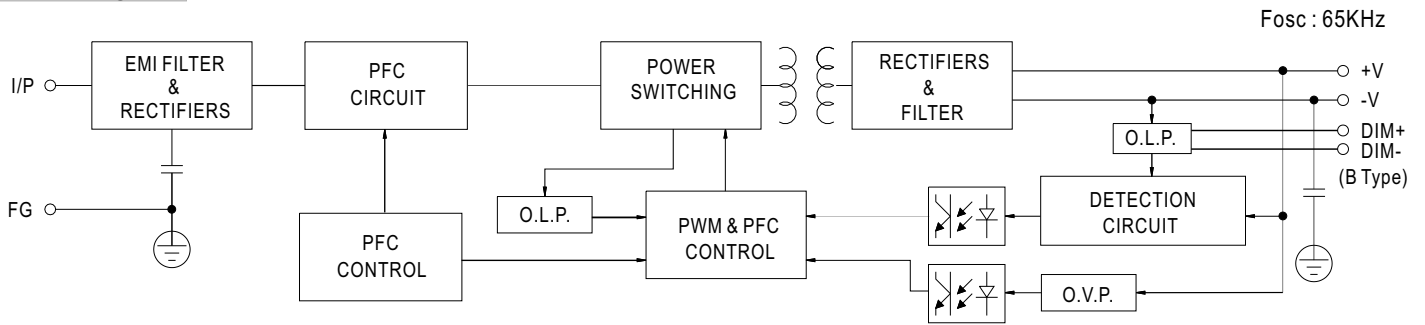 Fosc : 65KHz
I/P
EMI FILTER
&
RECTIFIERS
PFC
CIRCUIT
POWER
SWITCHING
RECTIFIERS
&
FILTER
+V
-V
DIM+
DIM-
(B Type)
O.L.P.
FG
O.L.P.
PFC
CONTROL
PWM & PFC
CONTROL
DETECTION
CIRCUIT
O.V.P.